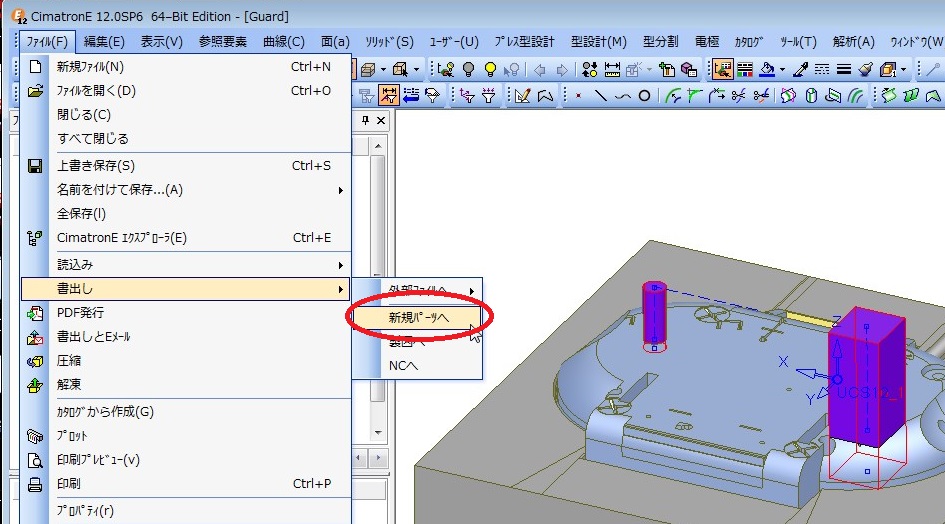 CimatronE 12.0SP6 64-Bit Edition - [Guard]
ﾌｧｲﾙ(F) 編集(E) 表示(V) 参照要素 曲線(C) 面(a) ｿﾘｯﾄﾞ(S) ﾕｰｻﾞｰ(U) ﾌﾟﾚｽ型設計 型設計(M) 型分割 電極 ｶﾀﾛｸﾞ ﾂｰﾙ(T) 解析(A) ｳｨﾝﾄﾞｳ(W)
新規ﾌｧｲﾙ(N) Ctrl+N
ﾌｧｲﾙを開く(D) Ctrl+O
閉じる(C)
すべて閉じる
上書き保存(S) Ctrl+S
名前を付けて保存...(A)
全保存(l)
CimatronE ｴｸｽﾌﾟﾛｰﾗ(E) Ctrl+E
読込み
書出し
外部ﾌｧｲﾙへ
新規ﾊﾟｰﾂへ
製図へ
NCへ
PDF発行
書出しとEﾒｰﾙ
圧縮
解凍
ｶﾀﾛｸﾞから作成(G)
ﾌﾟﾛｯﾄ
印刷ﾌﾟﾚﾋﾞｭｰ(v)
印刷 Ctrl+P
ﾌﾟﾛﾊﾟﾃｨ(r)
Z
X
Y
UCS12_1